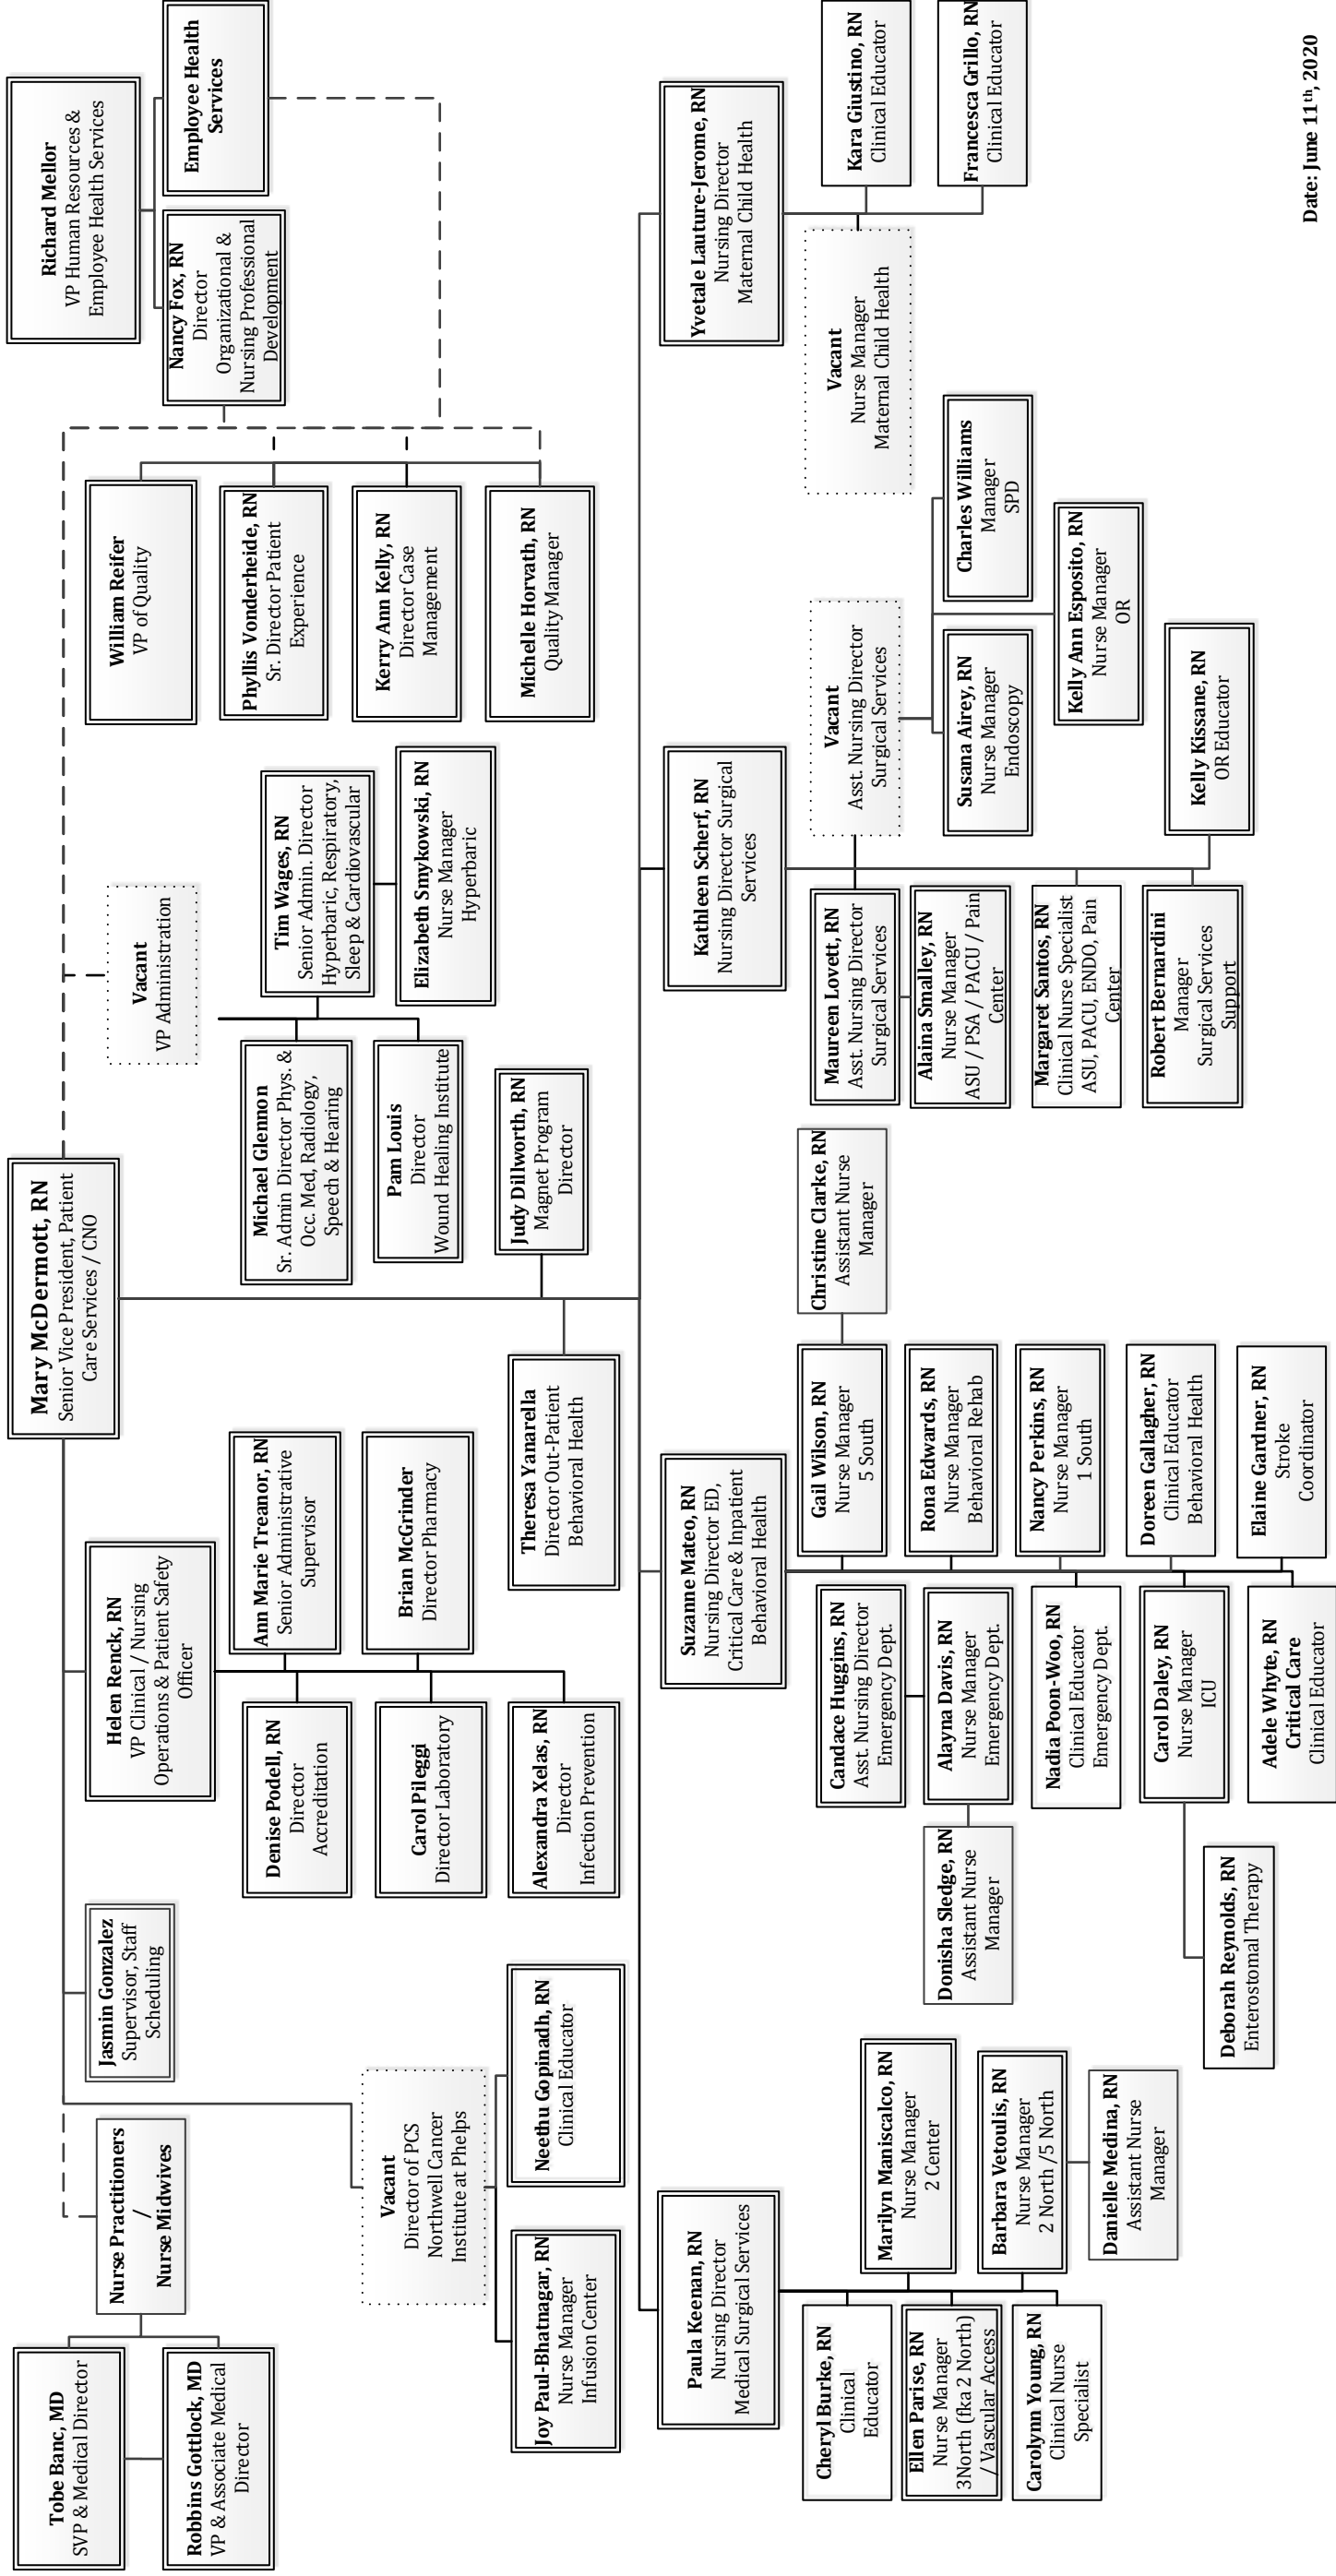 Tobe Banc, MD
SVP & Medical Director
Robbins Gottlock, MD
VP & Associate Medical
Director
Nurse Practitioners
/
Nurse Midwives
Jasmin Gonzalez
Supervisor, Staff
Scheduling
Vacant
Director of PCS
Northwell Cancer
Institute at Phelps
Joy Paul-Bhatnagar, RN
Nurse Manager
Infusion Center
Neethu Gopinadh, RN
Clinical Educator
Mary McDermott, RN
Senior Vice President, Patient
Care Services / CNO
Helen Renck, RN
VP Clinical / Nursing
Operations & Patient Safety
Officer
Denise Podell, RN
Director
Accreditation
Ann Marie Treanor, RN
Senior Administrative
Supervisor
Carol Pileggi
Director Laboratory
Brian McGrinder
Director Pharmacy
Alexandra Xelas, RN
Director
Infection Prevention
Theresa Yanarella
Director Out-Patient
Behavioral Health
Judy Dillworth, RN
Magnet Program
Director
Vacant
VP Administration
Michael Glennon
Sr. Admin Director Phys. &
Occ. Med, Radiology,
Speech & Hearing
Tim Wages, RN
Senior Admin. Director
Hyperbaric, Respiratory,
Sleep & Cardiovascular
Pam Louis
Director
Wound Healing Institute
Elizabeth Smykowski, RN
Nurse Manager
Hyperbaric
William Reifer
VP of Quality
Phyllis Vonderheide, RN
Sr. Director Patient
Experience
Kerry Ann Kelly, RN
Director Case
Management
Michelle Horvath, RN
Quality Manager
Richard Mellor
VP Human Resources &
Employee Health Services
Nancy Fox, RN
Director
Organizational &
Nursing Professional
Development
Employee Health
Services
Paula Keenan, RN
Nursing Director
Medical Surgical Services
Cheryl Burke, RN
Clinical
Educator
Marilyn Maniscalco, RN
Nurse Manager
2 Center
Ellen Parise, RN
Nurse Manager
3North (fka 2 North)
/ Vascular Access
Barbara Vetoulis, RN
Nurse Manager
2 North /5 North
Carolynn Young, RN
Clinical Nurse
Specialist
Danielle Medina, RN
Assistant Nurse
Manager
Suzanne Mateo, RN
Nursing Director ED,
Critical Care & Inpatient
Behavioral Health
Candace Huggins, RN
Asst. Nursing Director
Emergency Dept.
Gail Wilson, RN
Nurse Manager
5 South
Christine Clarke, RN
Assistant Nurse
Manager
Donisha Sledge, RN
Assistant Nurse
Manager
Alayna Davis, RN
Nurse Manager
Emergency Dept.
Rona Edwards, RN
Nurse Manager
Behavioral Rehab
Nadia Poon-Woo, RN
Clinical Educator
Emergency Dept.
Nancy Perkins, RN
Nurse Manager
1 South
Carol Daley, RN
Nurse Manager
ICU
Doreen Gallagher, RN
Clinical Educator
Behavioral Health
Deborah Reynolds, RN
Enterostomal Therapy
Adele Whyte, RN
Critical Care
Clinical Educator
Elaine Gardner, RN
Stroke
Coordinator
Kathleen Scherf, RN
Nursing Director Surgical
Services
Maureen Lovett, RN
Asst. Nursing Director
Surgical Services
Vacant
Asst. Nursing Director
Surgical Services
Alaina Smalley, RN
Nurse Manager
ASU / PSA / PACU / Pain
Center
Susana Airey, RN
Nurse Manager
Endoscopy
Charles Williams
Manager
SPD
Margaret Santos, RN
Clinical Nurse Specialist
ASU, PACU, ENDO, Pain
Center
Kelly Ann Esposito, RN
Nurse Manager
OR
Robert Bernardini
Manager
Surgical Services
Support
Kelly Kissane, RN
OR Educator
Yvetale Lauture-Jerome, RN
Nursing Director
Maternal Child Health
Vacant
Nurse Manager
Maternal Child Health
Kara Giustino, RN
Clinical Educator
Francesca Grillo, RN
Clinical Educator
Date: June 11th, 2020